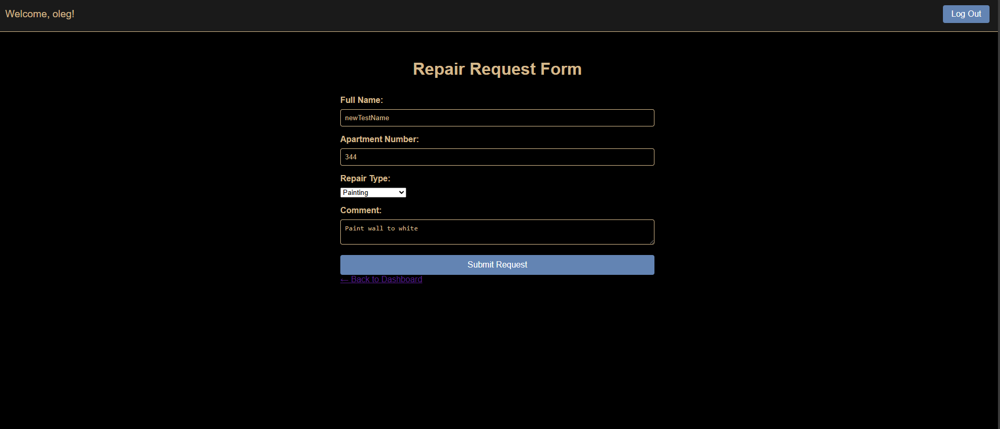 Welcome, oleg!
Log Out
Repair Request Form
Full Name:
newTestName
Apartment Number:
344
Repair Type:
Painting
Comment:
Paint wall to white
Submit Request
← Back to Dashboard